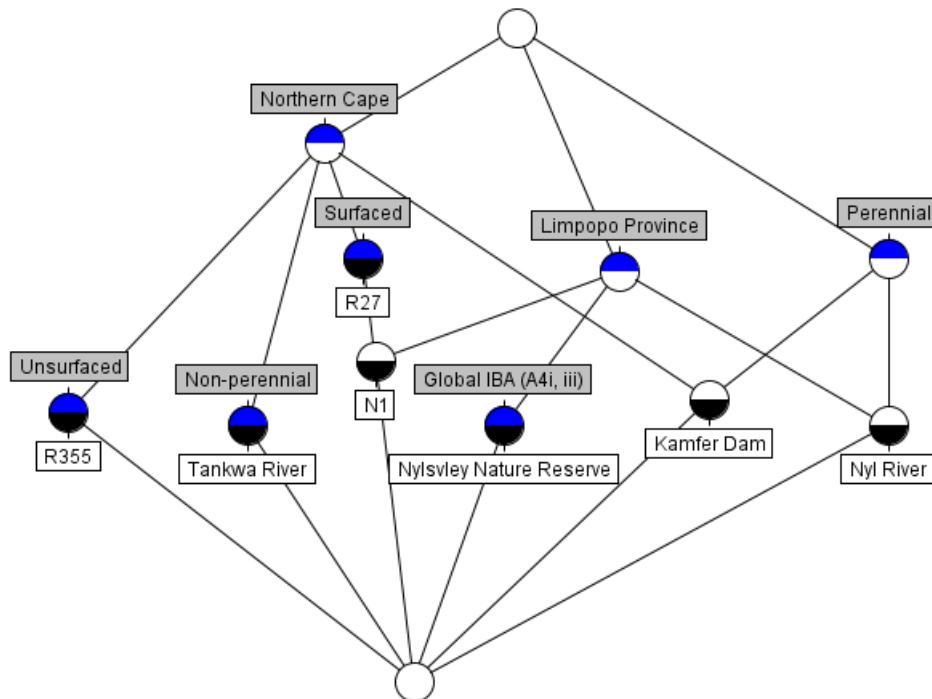 Northern Cape
Surfaced
Limpopo Province
Perennial
R27
Unsurfaced
Non-perennial
Global IBA (A4i, iii)
N1
R355
Tankwa River
Nylsvley Nature Reserve
Kamfer Dam
Nyl River